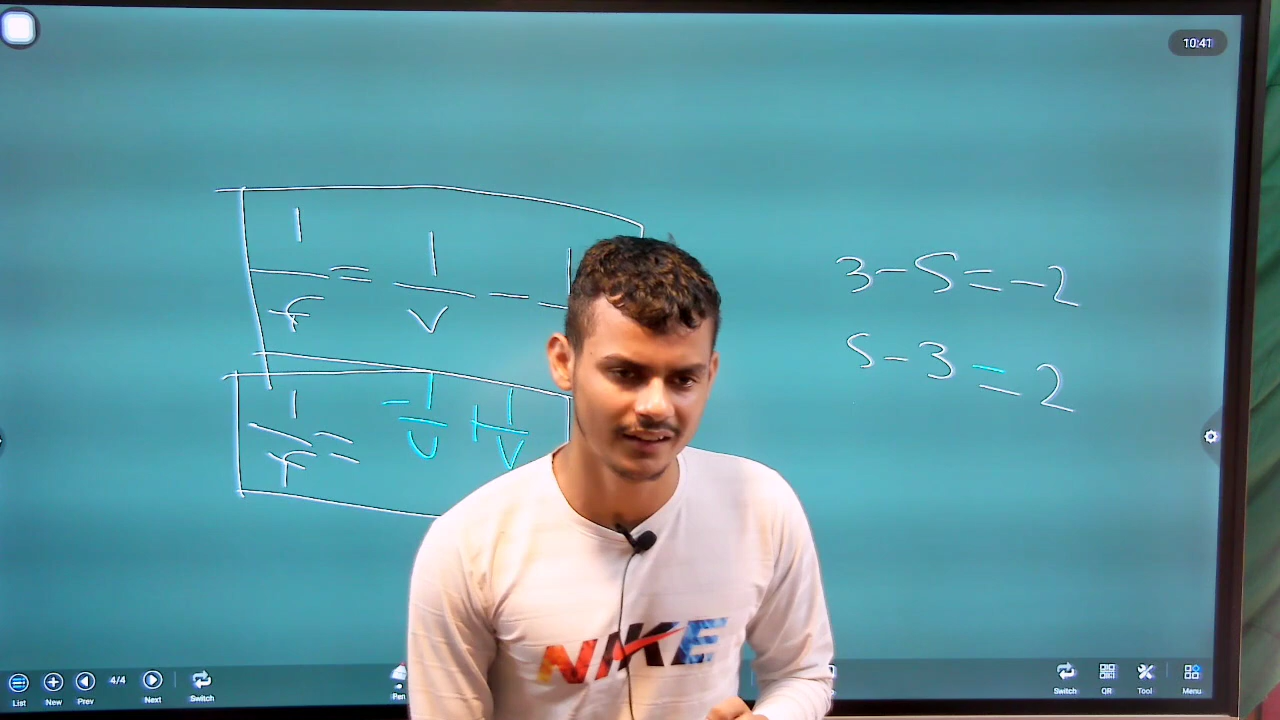 10:41
1/f = 1/v - 1
1/f = - 1/u + 1/v
3-5=-2
5-3=2
NIKE
List New Prev 4/4 Next Switch Pen Switch QR Tool Menu